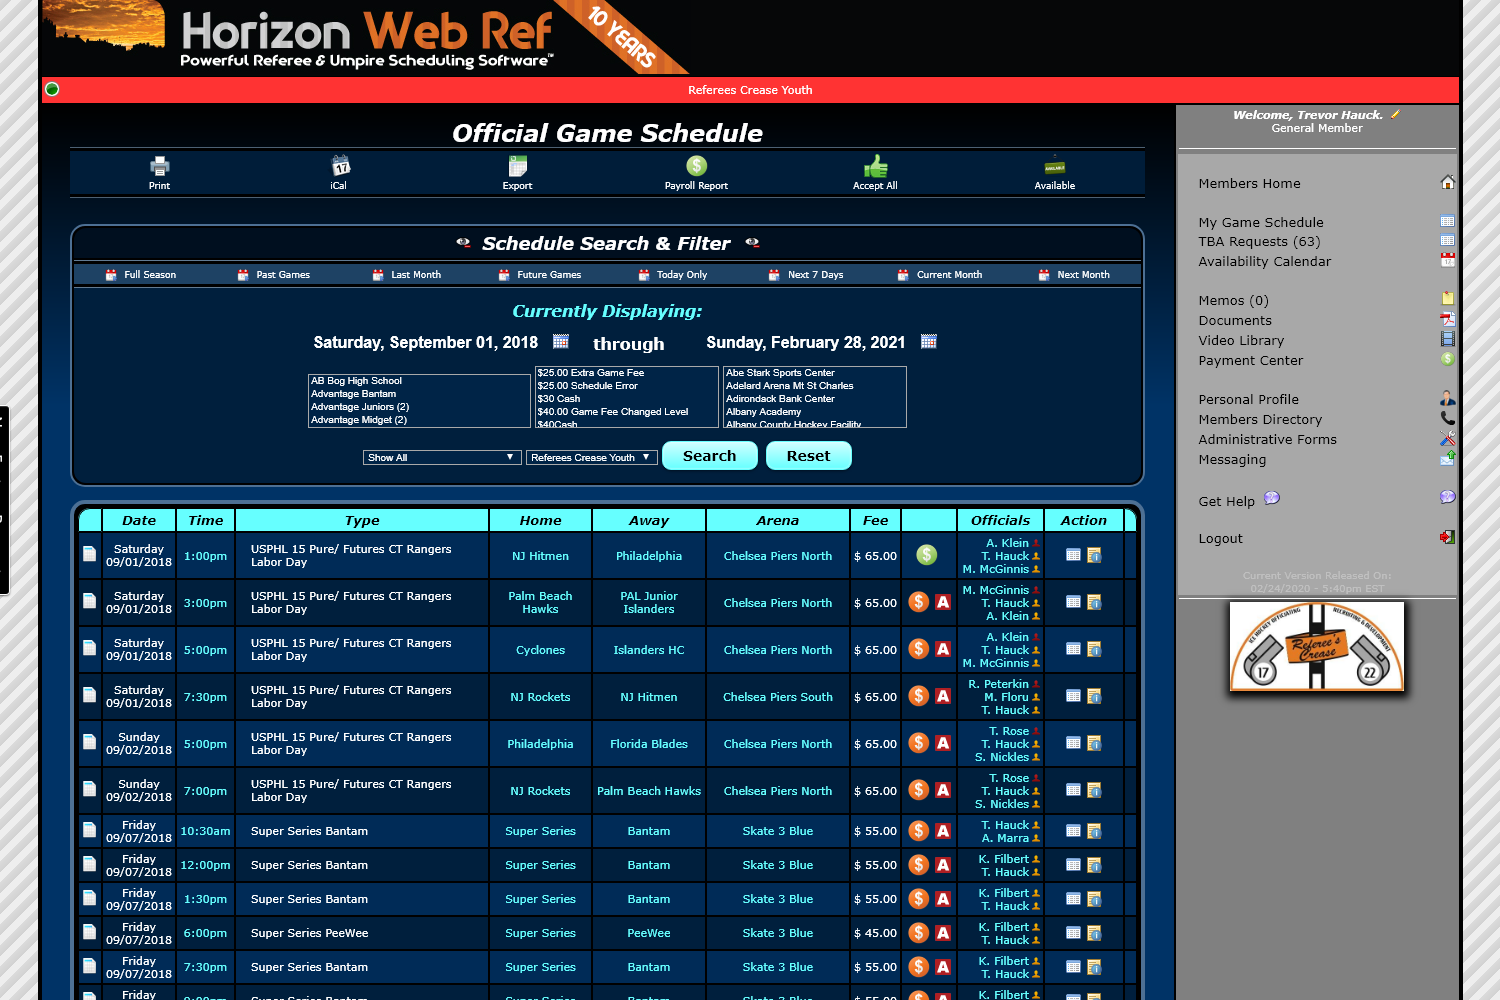 Horizon Web Ref
Powerful Referee & Umpire Scheduling Software™
10 YEARS
Referees Crease Youth
Official Game Schedule
Print
iCal
Export
Payroll Report
Accept All
Available
Schedule Search & Filter
Full Season
Past Games
Last Month
Future Games
Today Only
Next 7 Days
Current Month
Next Month
Currently Displaying:
Saturday, September 01, 2018 through Sunday, February 28, 2021
AB Bog High School
Advantage Bantam
Advantage Juniors (2)
Advantage Midget (2)
$25.00 Extra Game Fee
$25.00 Schedule Error
$30 Cash
$40.00 Game Fee Changed Level
$40Cash
Abe Stark Sports Center
Adelard Arena Mt St Charles
Adirondack Bank Center
Albany Academy
Albany County Hockey Facility
Show All
Referees Crease Youth
Search
Reset
Date Time Type Home Away Arena Fee Officials Action
Saturday 09/01/2018 1:00pm USPHL 15 Pure/ Futures CT Rangers Labor Day NJ Hitmen Philadelphia Chelsea Piers North $ 65.00 $ A. Klein T. Hauck M. McGinnis
Saturday 09/01/2018 3:00pm USPHL 15 Pure/ Futures CT Rangers Labor Day Palm Beach Hawks PAL Junior Islanders Chelsea Piers North $ 65.00 $ A M. McGinnis T. Hauck A. Klein
Saturday 09/01/2018 5:00pm USPHL 15 Pure/ Futures CT Rangers Labor Day Cyclones Islanders HC Chelsea Piers North $ 65.00 $ A A. Klein T. Hauck M. McGinnis
Saturday 09/01/2018 7:30pm USPHL 15 Pure/ Futures CT Rangers Labor Day NJ Rockets NJ Hitmen Chelsea Piers South $ 65.00 $ A R. Peterkin M. Floru T. Hauck
Sunday 09/02/2018 5:00pm USPHL 15 Pure/ Futures CT Rangers Labor Day Philadelphia Florida Blades Chelsea Piers North $ 65.00 $ A T. Rose T. Hauck S. Nickles
Sunday 09/02/2018 7:00pm USPHL 15 Pure/ Futures CT Rangers Labor Day NJ Rockets Palm Beach Hawks Chelsea Piers North $ 65.00 $ A T. Rose T. Hauck S. Nickles
Friday 09/07/2018 10:30am Super Series Bantam Super Series Bantam Skate 3 Blue $ 55.00 $ A T. Hauck A. Marra
Friday 09/07/2018 12:00pm Super Series Bantam Super Series Bantam Skate 3 Blue $ 55.00 $ A K. Filbert T. Hauck
Friday 09/07/2018 1:30pm Super Series Bantam Super Series Bantam Skate 3 Blue $ 55.00 $ A K. Filbert T. Hauck
Friday 09/07/2018 6:00pm Super Series PeeWee Super Series PeeWee Skate 3 Blue $ 45.00 $ A K. Filbert T. Hauck
Friday 09/07/2018 7:30pm Super Series Bantam Super Series Bantam Skate 3 Blue $ 55.00 $ A K. Filbert T. Hauck
Friday K. Filbert
Welcome, Trevor Hauck.
General Member
Members Home
My Game Schedule
TBA Requests (63)
Availability Calendar
Memos (0)
Documents
Video Library
Payment Center
Personal Profile
Members Directory
Administrative Forms
Messaging
Get Help
Logout
Current Version Released On:
02/24/2020 - 5:40pm EST
ICE HOCKEY OFFICIATING RECRUITING & DEVELOPMENT
Referee's
Crease
17
22